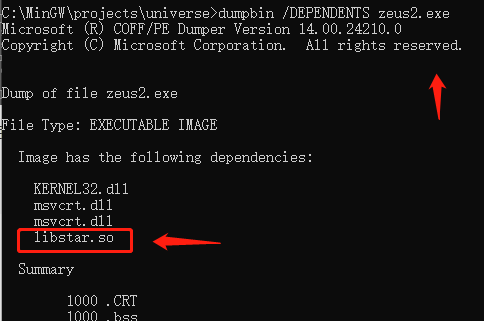 C:\MinGW\projects\universe>dumpbin /DEPENDENTS zeus2.exe
Microsoft (R) COFF/PE Dumper Version 14.00.24210.0
Copyright (C) Microsoft Corporation.  All rights reserved.
Dump of file zeus2.exe
File Type: EXECUTABLE IMAGE
Image has the following dependencies:
KERNEL32.dll
msvcrt.dll
msvcrt.dll
libstar.so
Summary
1000 .CRT
1000 .bss